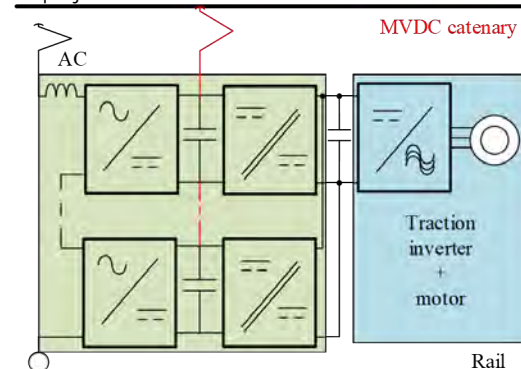 MVDC catenary
AC
Traction
inverter
+
motor
Rail